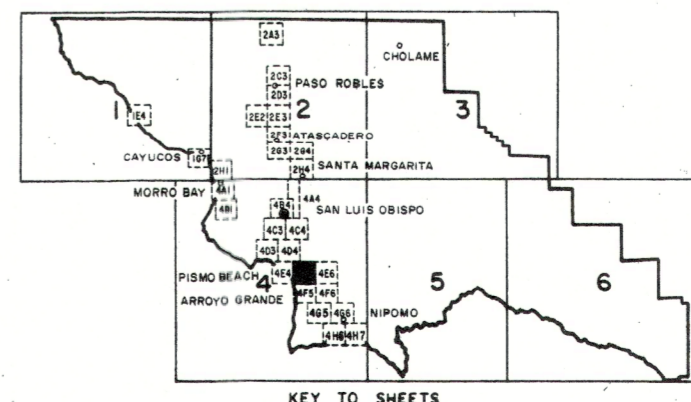 2A3
CHOLAME
2C3
PASO ROBLES
2D3
1
2
3
1E4
2E2 2E3
2F3 ATASCADERO
2G3 2G4
CAYUCOS 1G7
2H1
2H4 SANTA MARGARITA
MORRO BAY 4A1
4A4
4B1
4B4 SAN LUIS OBISPO
4C3 4C4
4D3 4D4
PISMO BEACH 4 4E4 4E6
5
6
ARROYO GRANDE 4F5 4F6
4G5 4G6 NIPOMO
4H6 4H7
KEY TO SHEETS